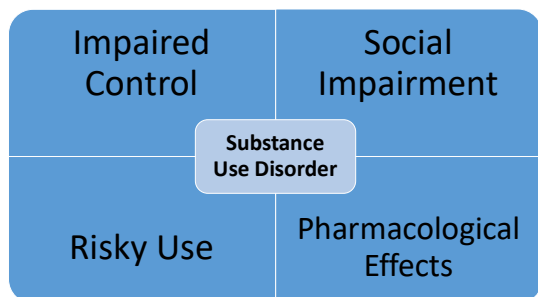 Impaired
Control
Social
Impairment
Substance
Use Disorder
Risky Use
Pharmacological
Effects